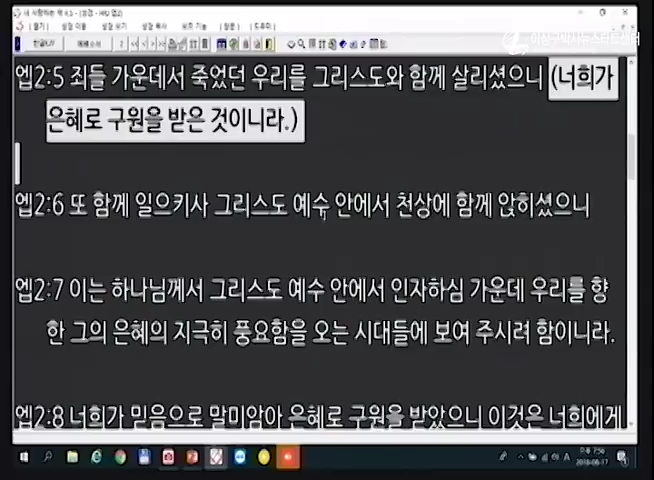 엡2:5 죄들 가운데서 죽었던 우리를 그리스도와 함께 살리셨으니 (너희가
은혜로 구원을 받은 것이니라.)
엡2:6 또 함께 일으키사 그리스도 예수 안에서 천상에 함께 앉히셨으니
엡2:7 이는 하나님께서 그리스도 예수 안에서 인자하심 가운데 우리를 향
한 그의 은혜의 지극히 풍요함을 오는 시대들에 보여 주시려 함이니라.
엡2:8 너희가 믿음으로 말미암아 은혜로 구원을 받았으니 이것은 너희에게